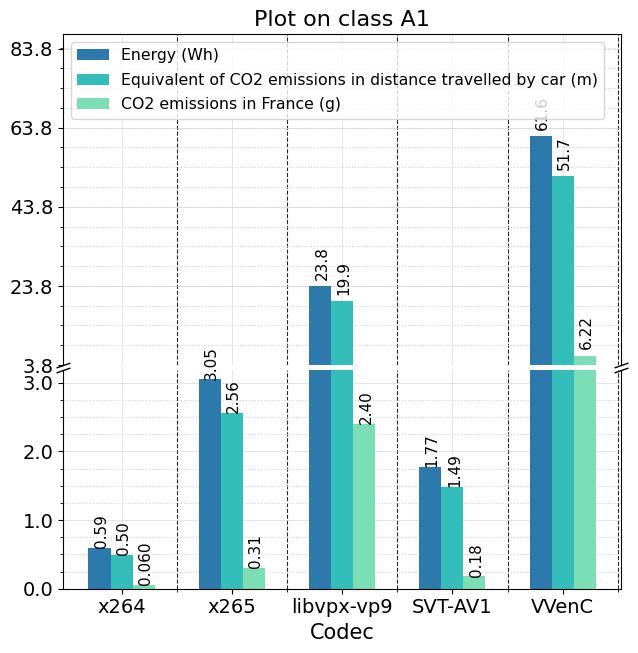 Plot on class A1
Energy (Wh)
Equivalent of CO2 emissions in distance travelled by car (m)
CO2 emissions in France (g)
83.8
63.8
43.8
23.8
3.8
3.0
2.0
1.0
0.0
0.59
0.50
0.060
3.05
2.56
0.31
23.8
19.9
2.40
1.77
1.49
0.18
61.6
51.7
6.22
x264
x265
libvpx-vp9
SVT-AV1
VVenC
Codec